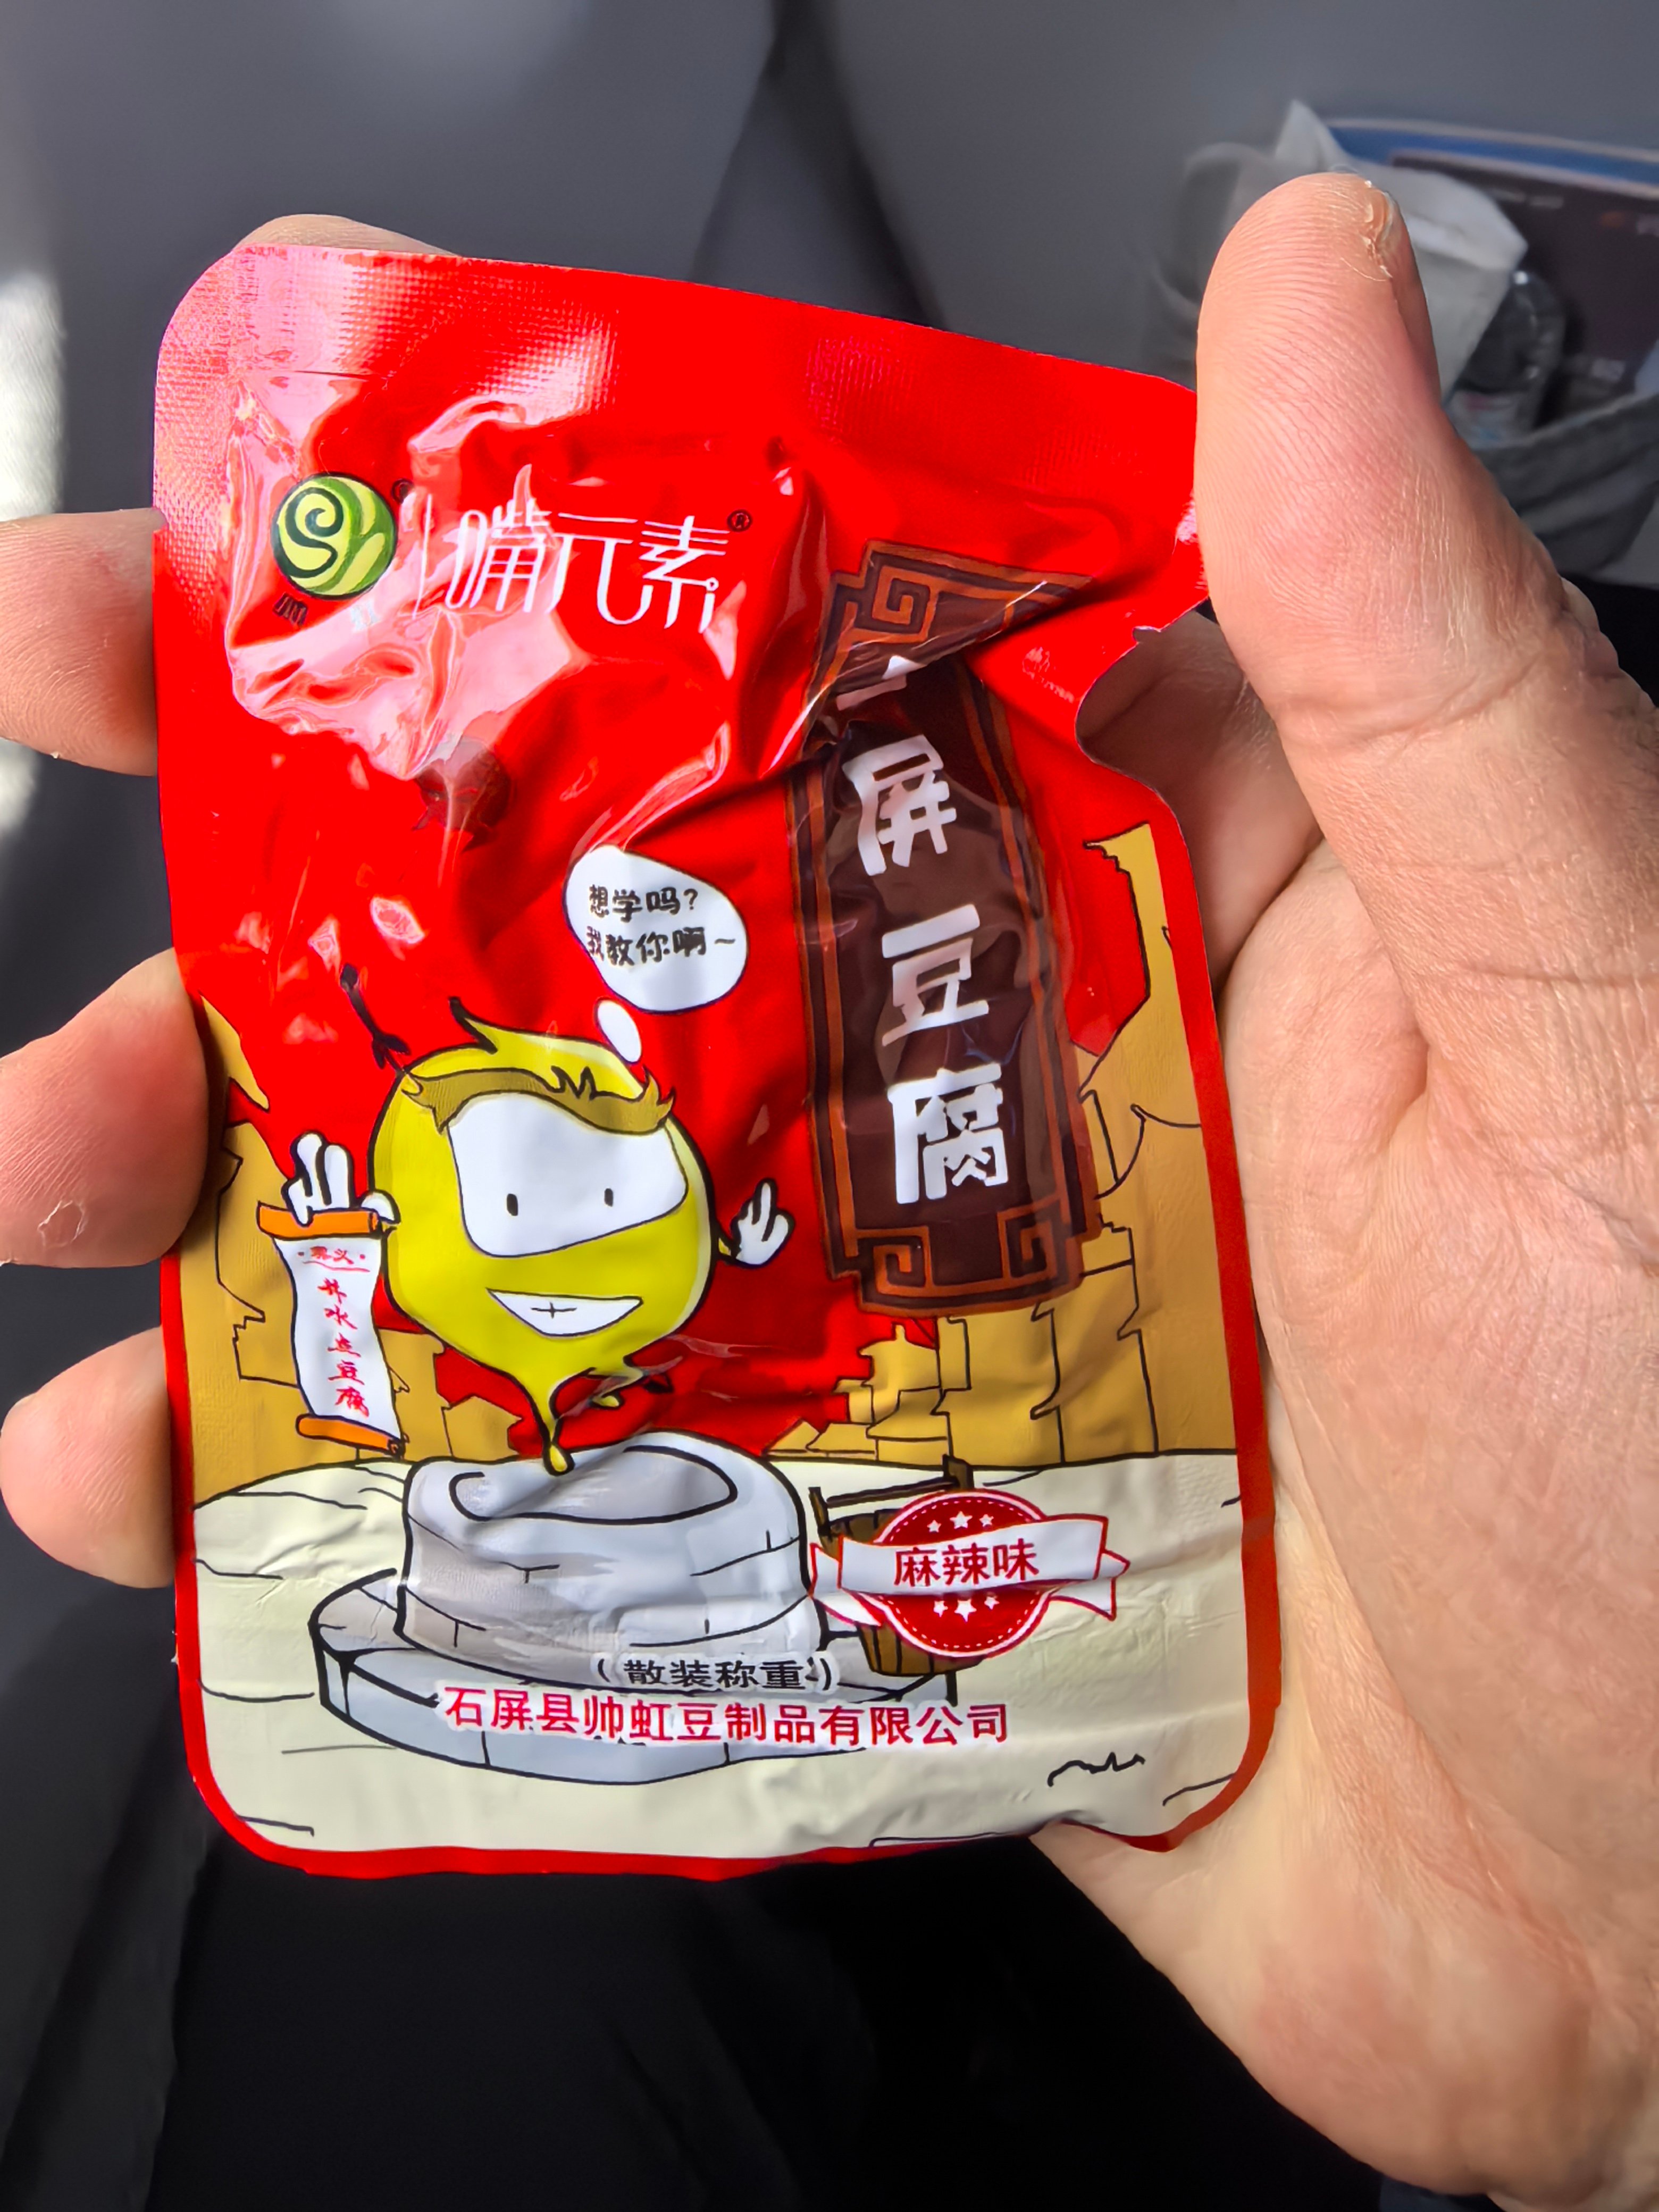 嘴元素®
屏豆腐
想学吗?
我教你啊~
井水点豆腐
麻辣味
(散装称重)
石屏县帅虹豆制品有限公司